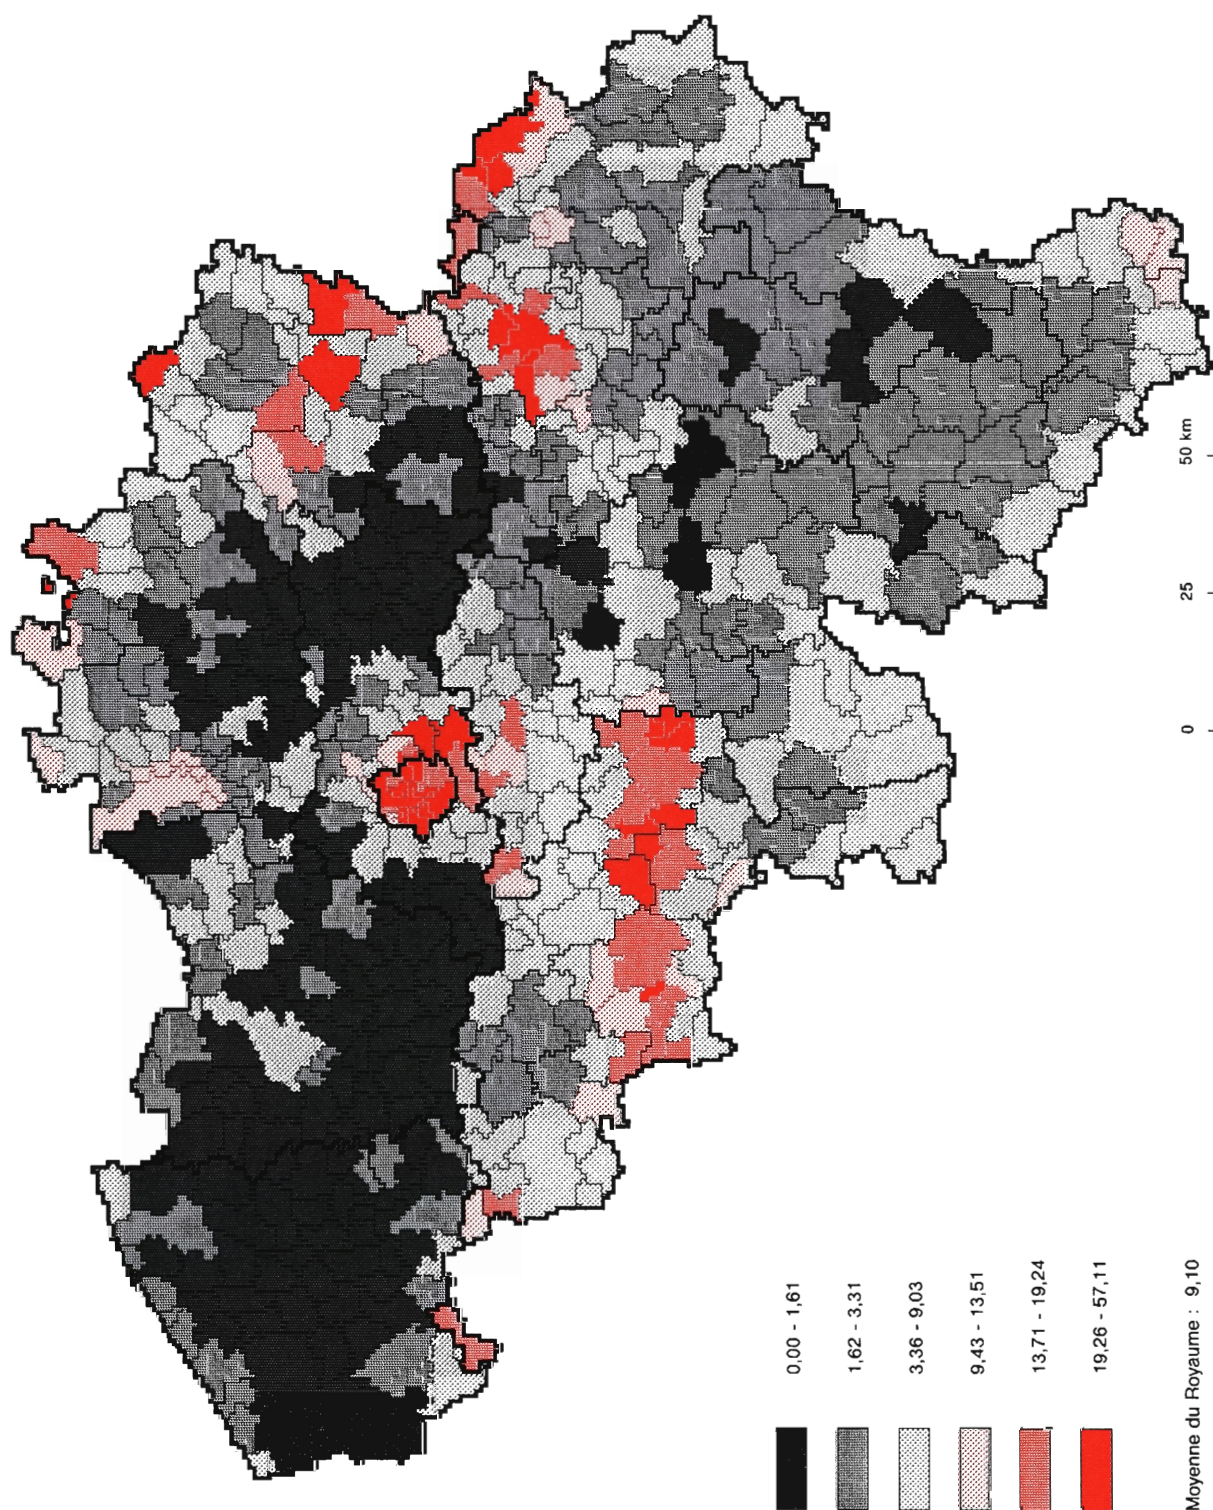 0,00 - 1,61
1,62 - 3,31
3,36 - 9,03
9,43 - 13,51
13,71 - 19,24
19,26 - 57,11
Moyenne du Royaume : 9,10
0 25 50 km